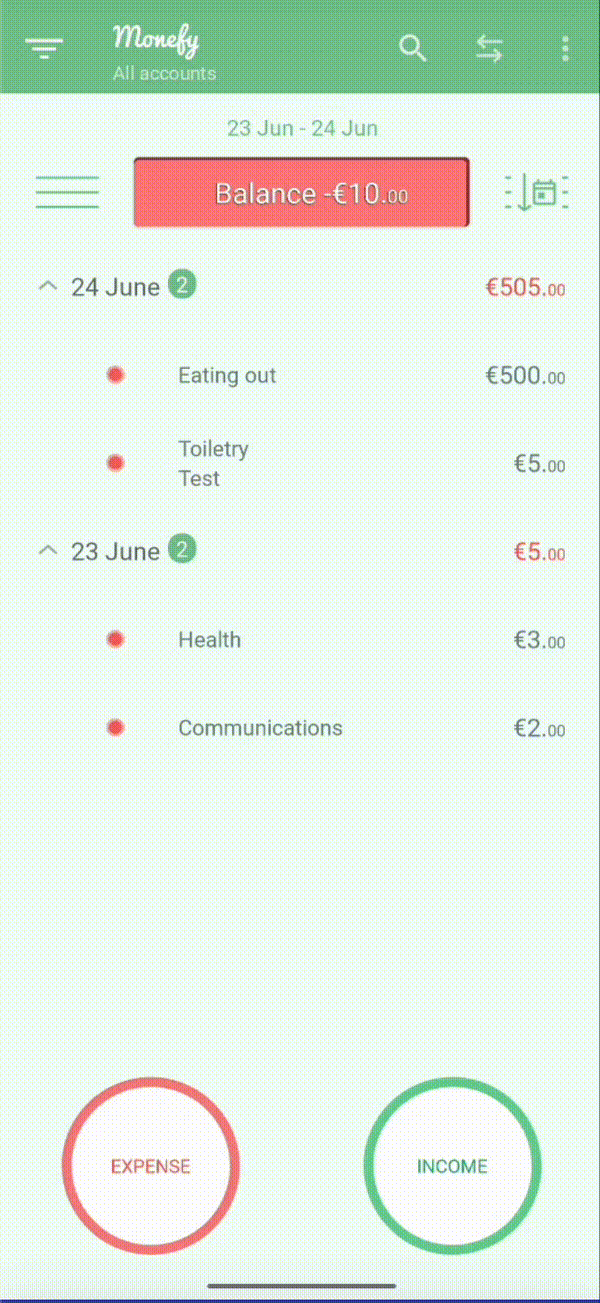 Monefy
All accounts
23 Jun - 24 Jun
Balance -€10.00
24 June 2
€505.00
Eating out
€500.00
Toiletry
Test
€5.00
23 June 2
€5.00
Health
€3.00
Communications
€2.00
EXPENSE
INCOME